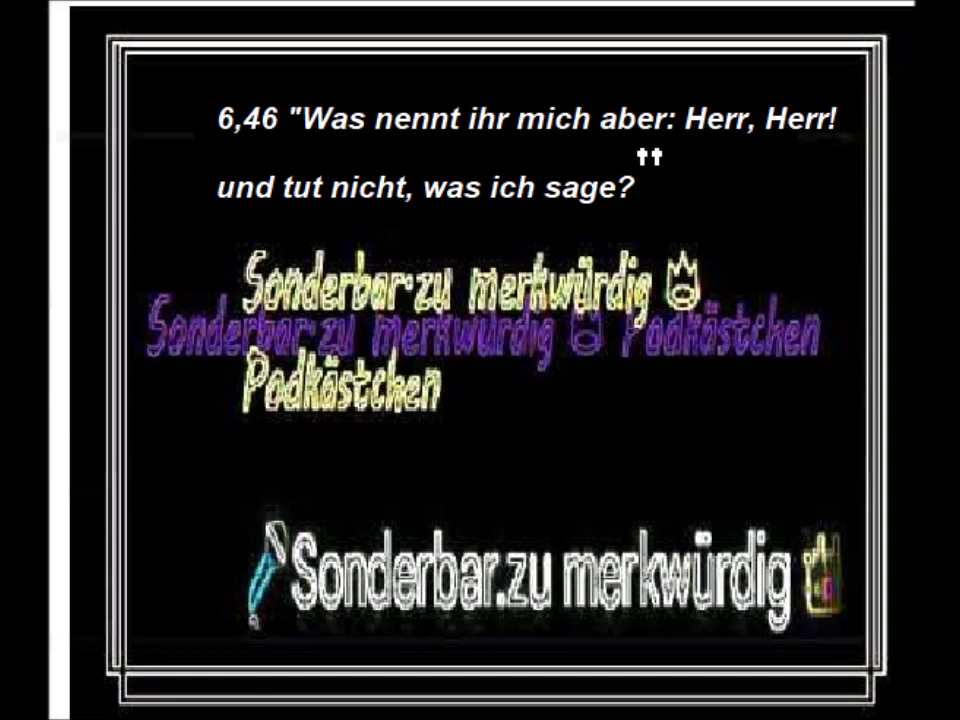 6,46 "Was nennt ihr mich aber: Herr, Herr!
und tut nicht, was ich sage?
Sonderbar.zu merkwürdig
Sonderbar.zu merkwürdig Podkästchen
Podkästchen
Sonderbar.zu merkwürdig